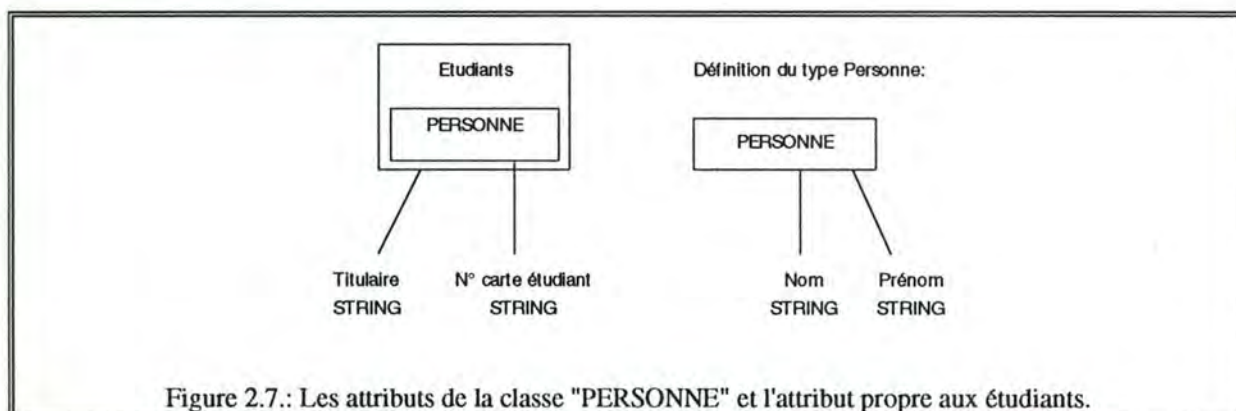 Etudiants
PERSONNE
Titulaire
STRING
N° carte étudiant
STRING
Définition du type Personne:
PERSONNE
Nom
STRING
Prénom
STRING
Figure 2.7.: Les attributs de la classe "PERSONNE" et l'attribut propre aux étudiants.